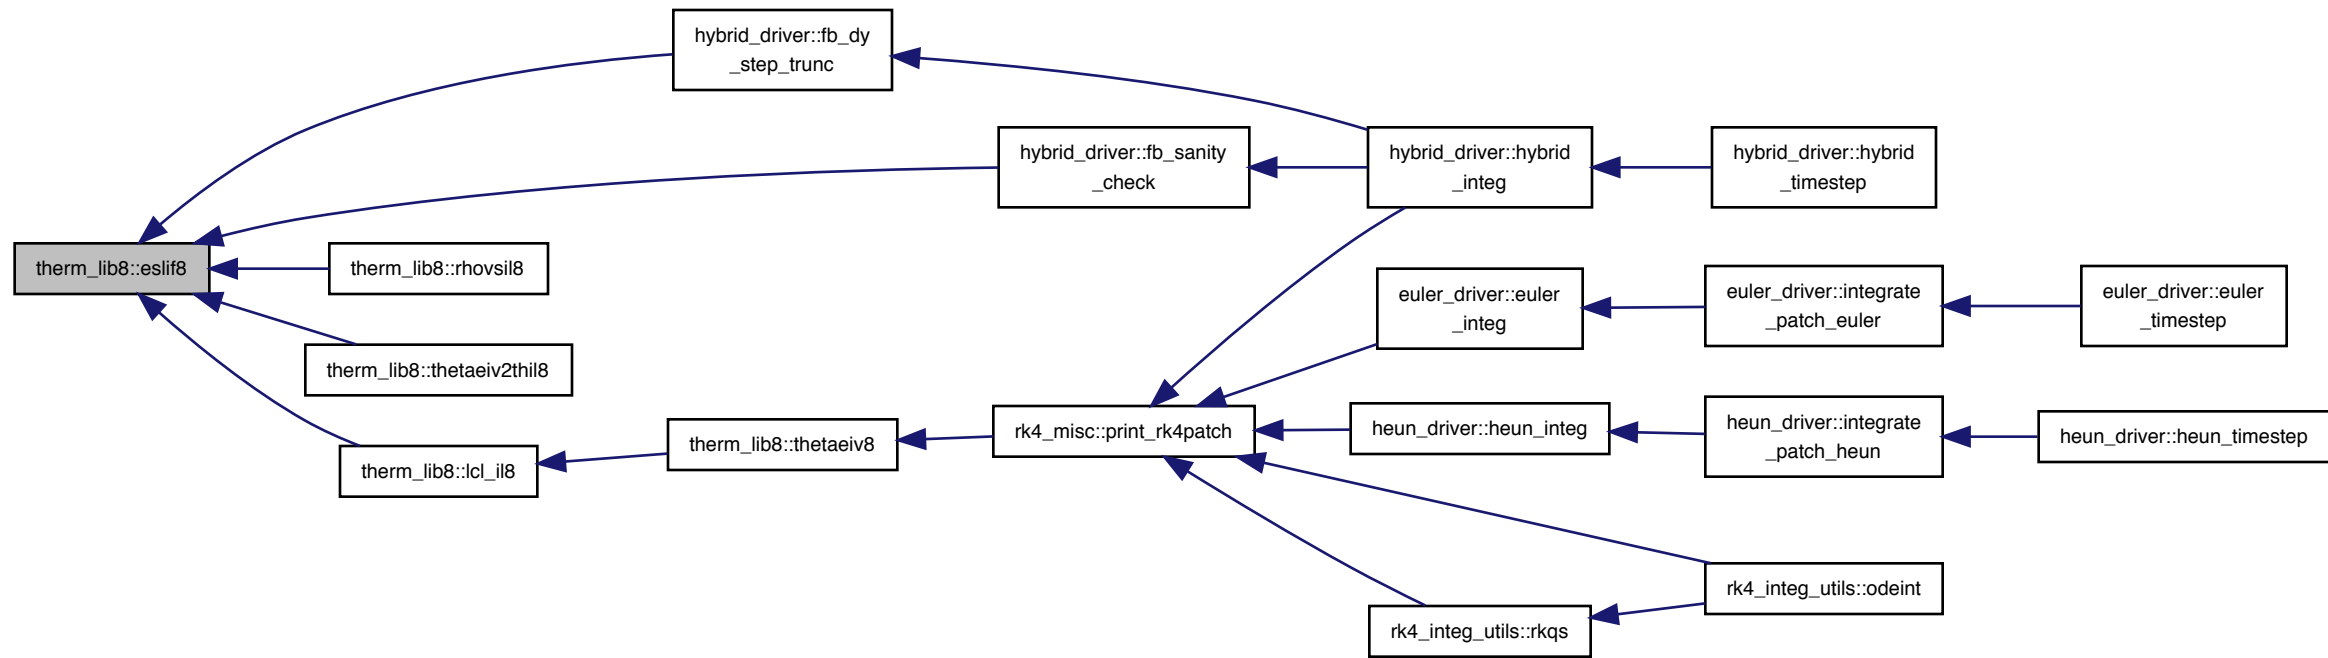 hybrid_driver::fb_dy
_step_trunc
hybrid_driver::fb_sanity
_check
hybrid_driver::hybrid
_integ
hybrid_driver::hybrid
_timestep
therm_lib8::eslif8
therm_lib8::rhovsil8
euler_driver::euler
_integ
euler_driver::integrate
_patch_euler
euler_driver::euler
_timestep
therm_lib8::thetaeiv2thil8
therm_lib8::lcl_il8
therm_lib8::thetaeiv8
rk4_misc::print_rk4patch
heun_driver::heun_integ
heun_driver::integrate
_patch_heun
heun_driver::heun_timestep
rk4_integ_utils::odeint
rk4_integ_utils::rkqs